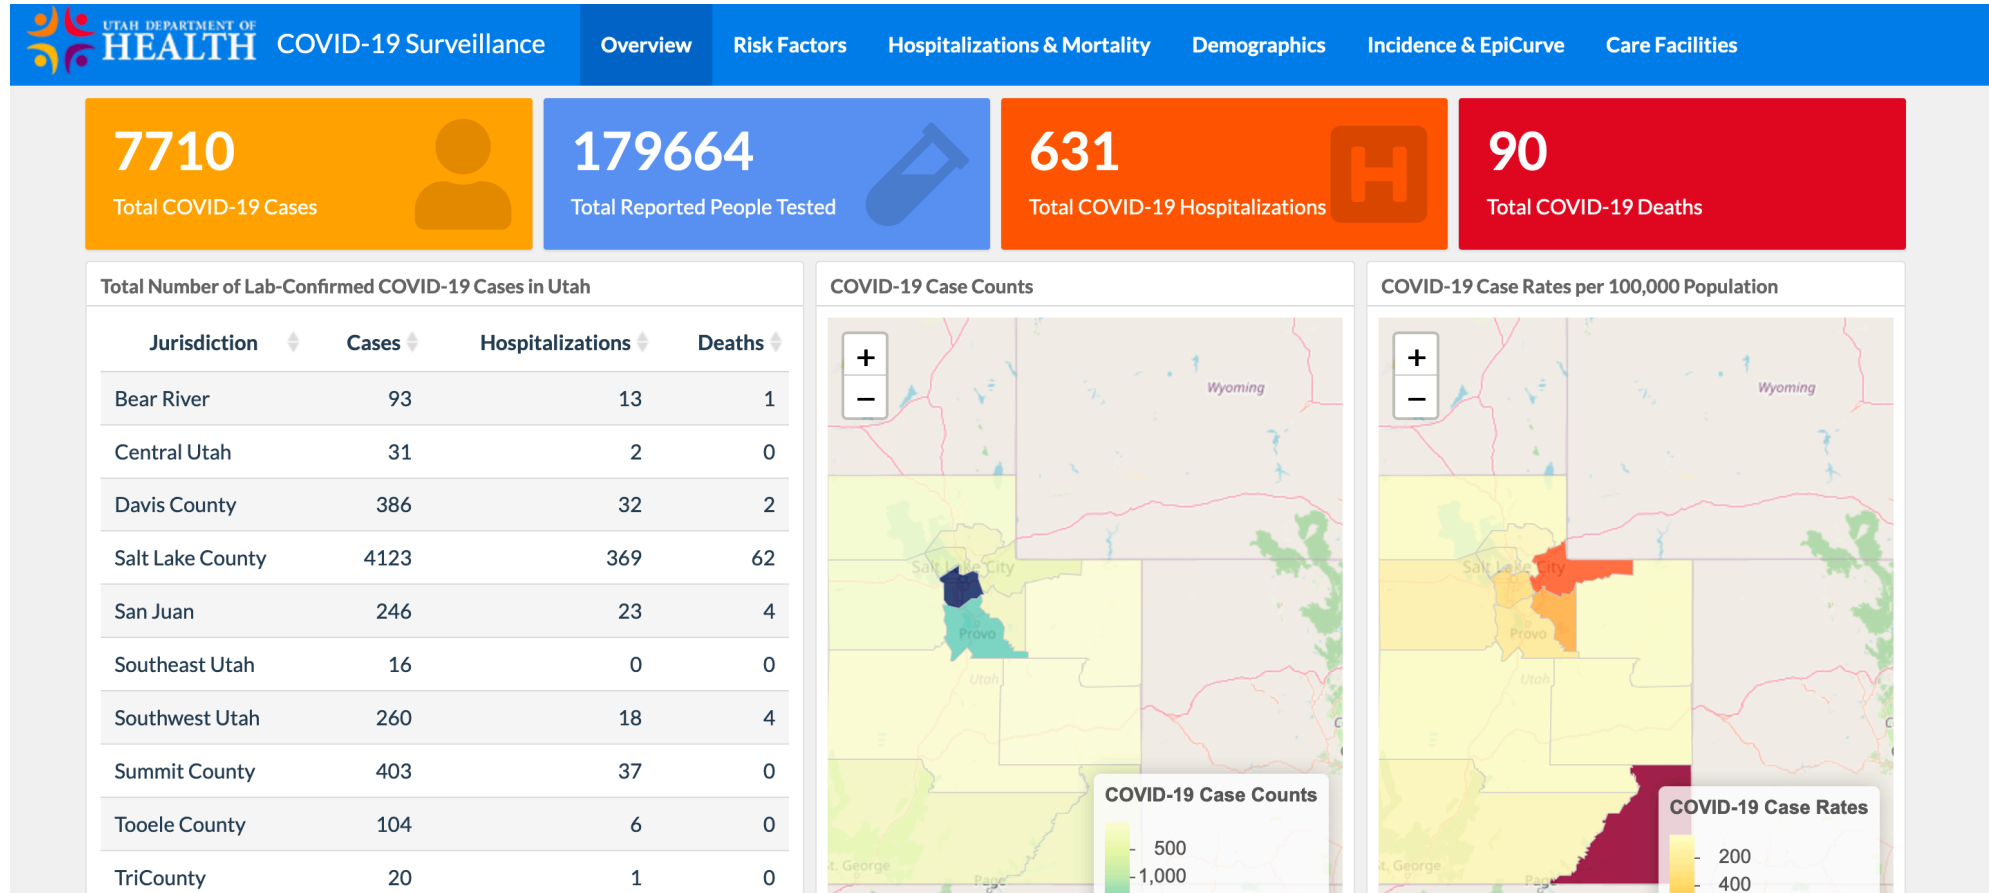 UTAH DEPARTMENT OF
HEALTH
COVID-19 Surveillance
Overview
Risk Factors
Hospitalizations & Mortality
Demographics
Incidence & EpiCurve
Care Facilities
7710
Total COVID-19 Cases
179664
Total Reported People Tested
631
Total COVID-19 Hospitalizations
H
90
Total COVID-19 Deaths
Total Number of Lab-Confirmed COVID-19 Cases in Utah
Jurisdiction Cases Hospitalizations Deaths
Bear River 93 13 1
Central Utah 31 2 0
Davis County 386 32 2
Salt Lake County 4123 369 62
San Juan 246 23 4
Southeast Utah 16 0 0
Southwest Utah 260 18 4
Summit County 403 37 0
Tooele County 104 6 0
TriCounty 20 1 0
COVID-19 Case Counts
+
−
Wyoming
Salt Lake City
Provo
Utah
St. George
Page
COVID-19 Case Counts
500
1,000
COVID-19 Case Rates per 100,000 Population
+
−
Wyoming
Salt Lake City
Provo
Utah
St. George
Page
COVID-19 Case Rates
200
400